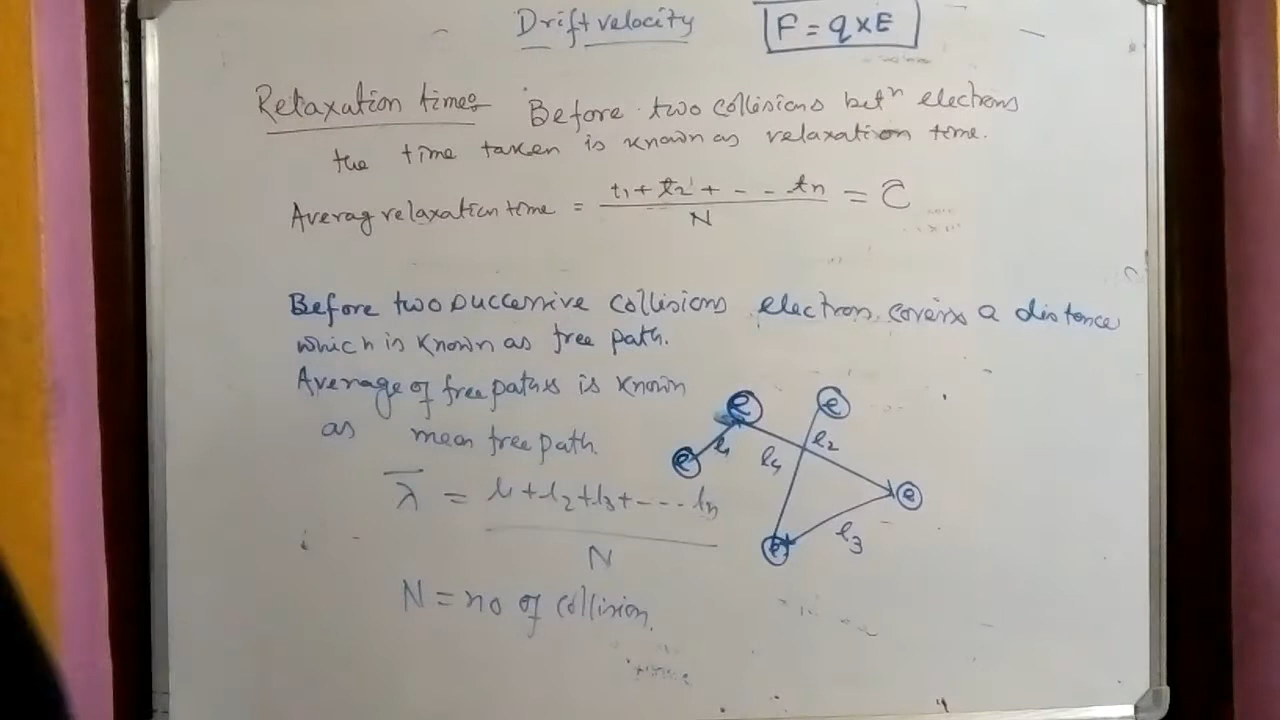 Drift velocity
F = q x E
Relaxation time:- Before two collisions betⁿ electrons
the time taken is known as relaxation time.
Averag relaxation time = t1 + t2 + - - - tn / N = τ
Before two successive collisions electron covers a distance
which is known as free path.
Average of free paths is known
as mean free path
λ̅ = l1 + l2 + l3 + - - - - ln / N
N = no of collision.
e e e e e
l1 l2 l3 l4